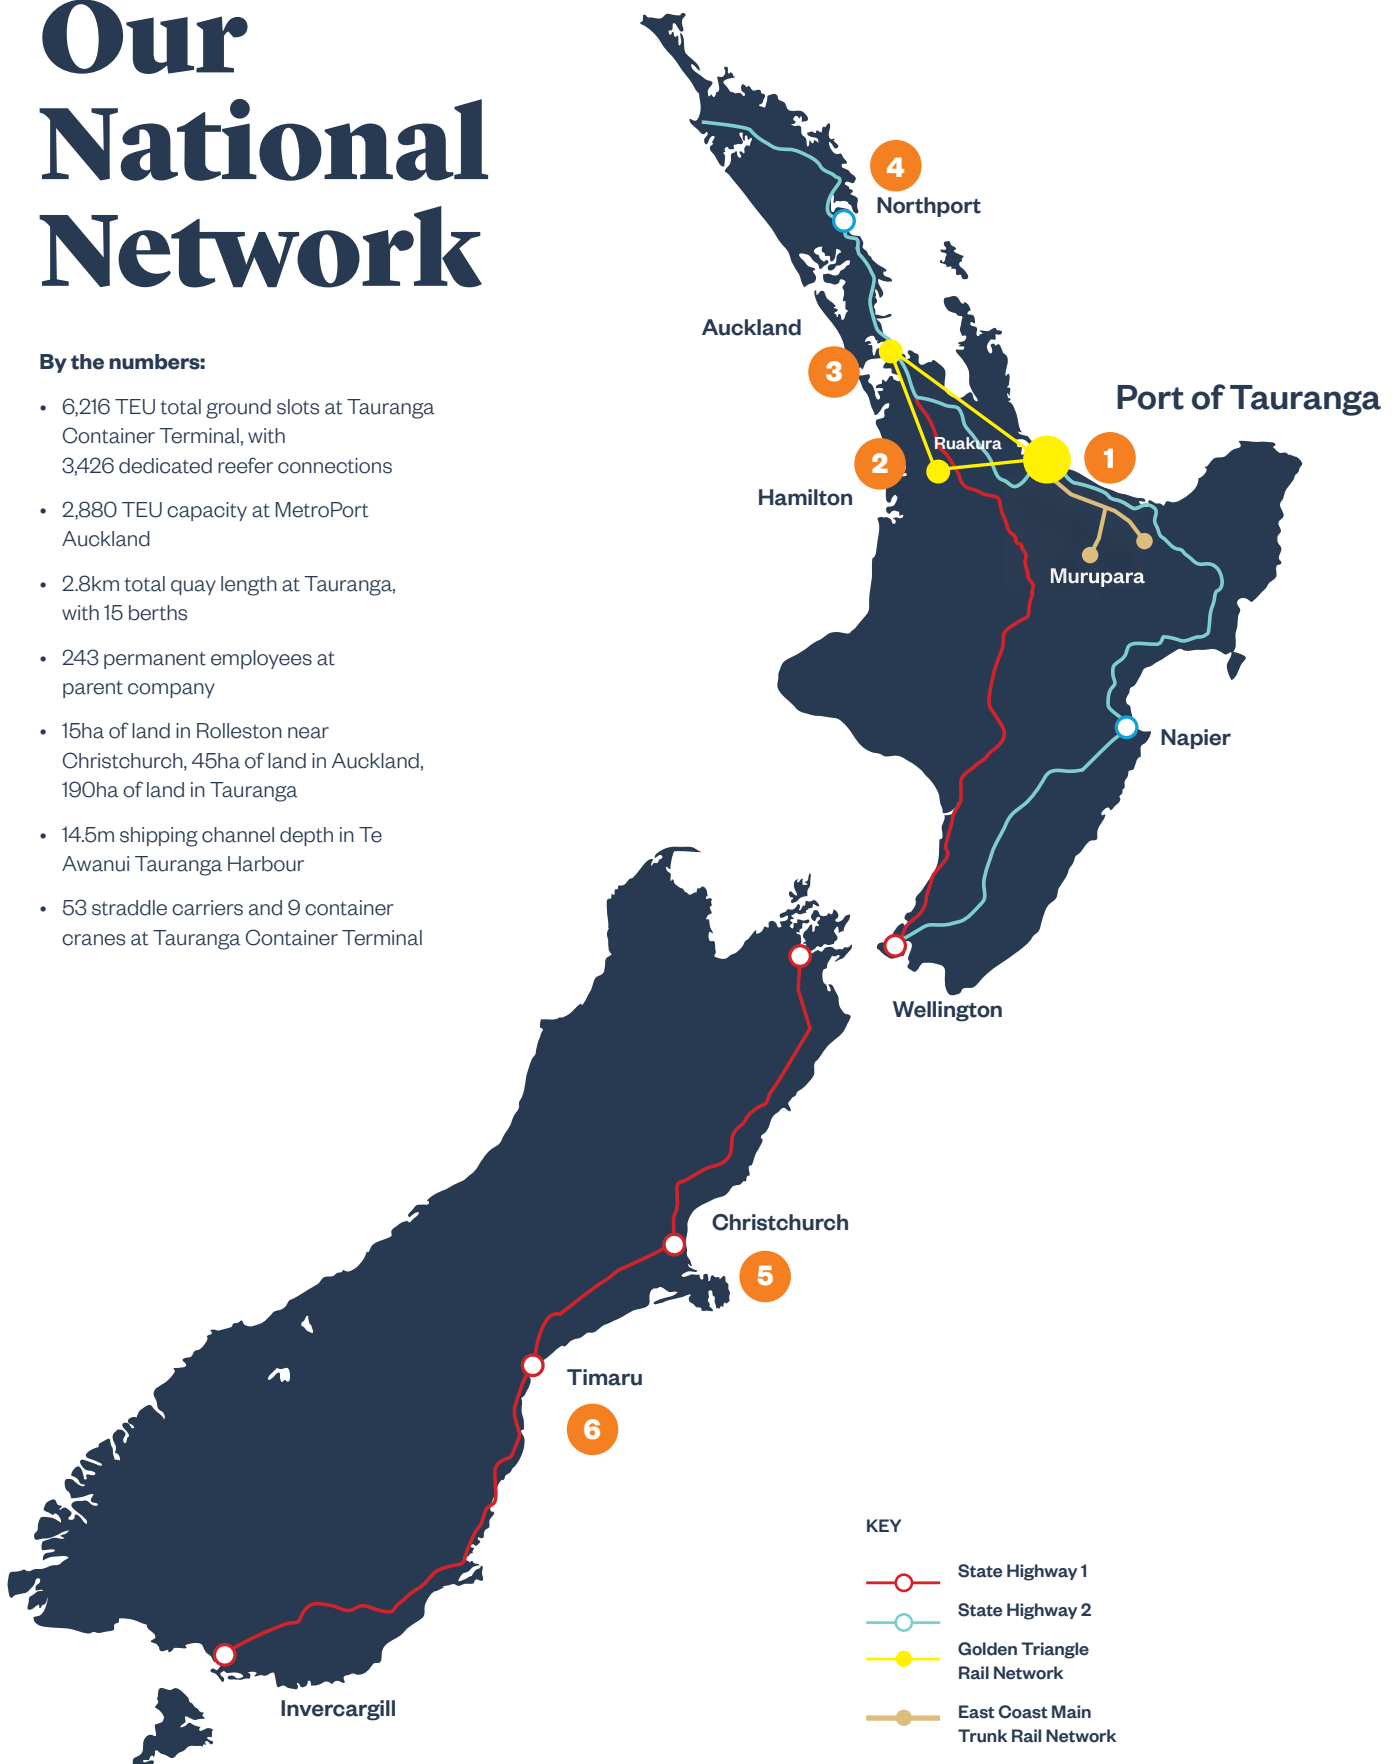 Our
National
Network
By the numbers:
• 6,216 TEU total ground slots at Tauranga
Container Terminal, with
3,426 dedicated reefer connections
• 2,880 TEU capacity at MetroPort
Auckland
• 2.8km total quay length at Tauranga,
with 15 berths
• 243 permanent employees at
parent company
• 15ha of land in Rolleston near
Christchurch, 45ha of land in Auckland,
190ha of land in Tauranga
• 14.5m shipping channel depth in Te
Awanui Tauranga Harbour
• 53 straddle carriers and 9 container
cranes at Tauranga Container Terminal
4
Northport
Auckland
3
Port of Tauranga
Ruakura
2
1
Hamilton
Murupara
Napier
Wellington
Christchurch
5
Timaru
6
Invercargill
KEY
State Highway 1
State Highway 2
Golden Triangle
Rail Network
East Coast Main
Trunk Rail Network